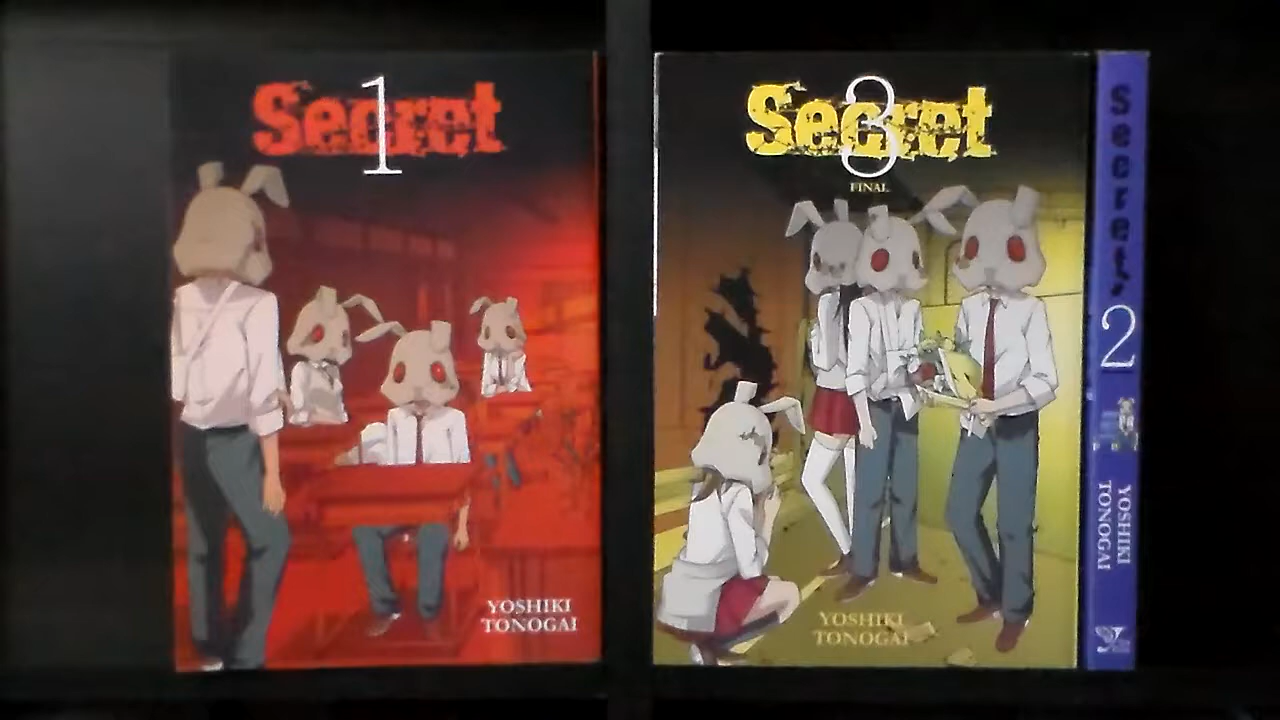 Secret
1
YOSHIKI
TONOGAI
Secret
3
FINAL
YOSHIKI
TONOGAI
Secret
2
YOSHIKI
TONOGAI